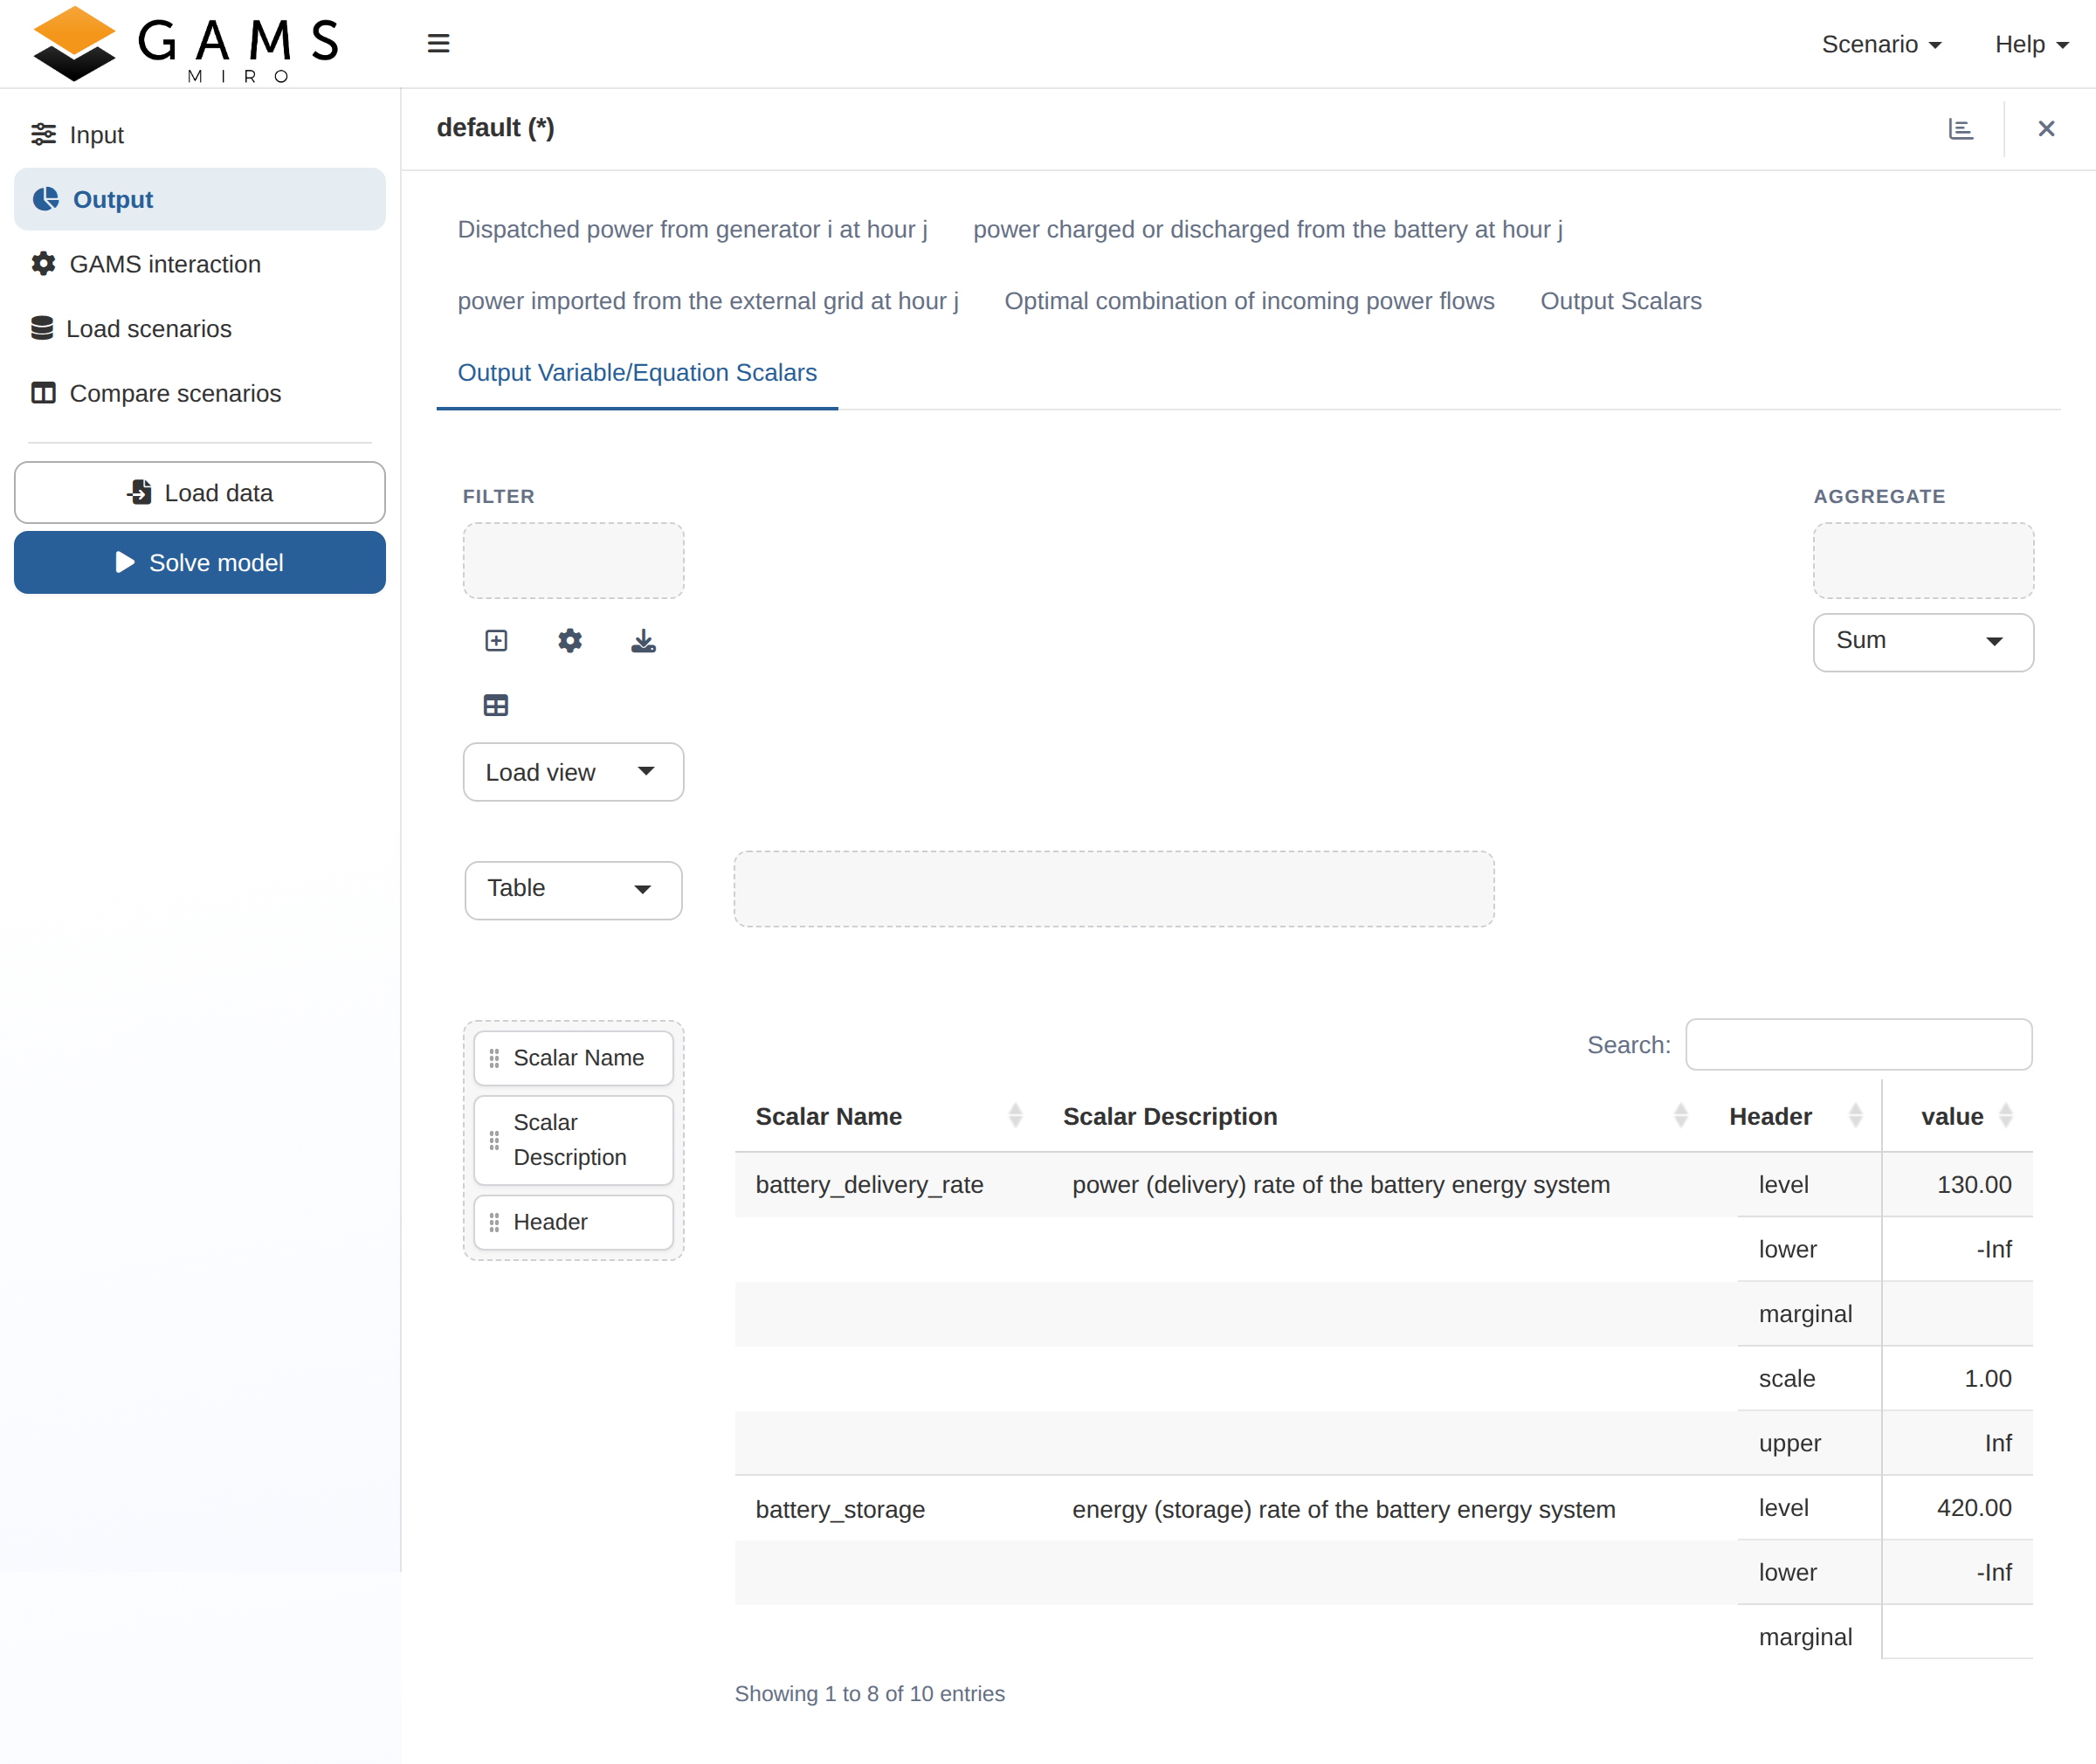 GAMS
MIRO
Scenario Help
Input
Output
GAMS interaction
Load scenarios
Compare scenarios
Load data
Solve model
default (*)
Dispatched power from generator i at hour j power charged or discharged from the battery at hour j
power imported from the external grid at hour j Optimal combination of incoming power flows Output Scalars
Output Variable/Equation Scalars
FILTER AGGREGATE
Sum
Load view
Table
Scalar Name
Scalar
Description
Header
Search:
Scalar Name Scalar Description Header value
battery_delivery_rate power (delivery) rate of the battery energy system level 130.00
lower -Inf
marginal
scale 1.00
upper Inf
battery_storage energy (storage) rate of the battery energy system level 420.00
lower -Inf
marginal
Showing 1 to 8 of 10 entries